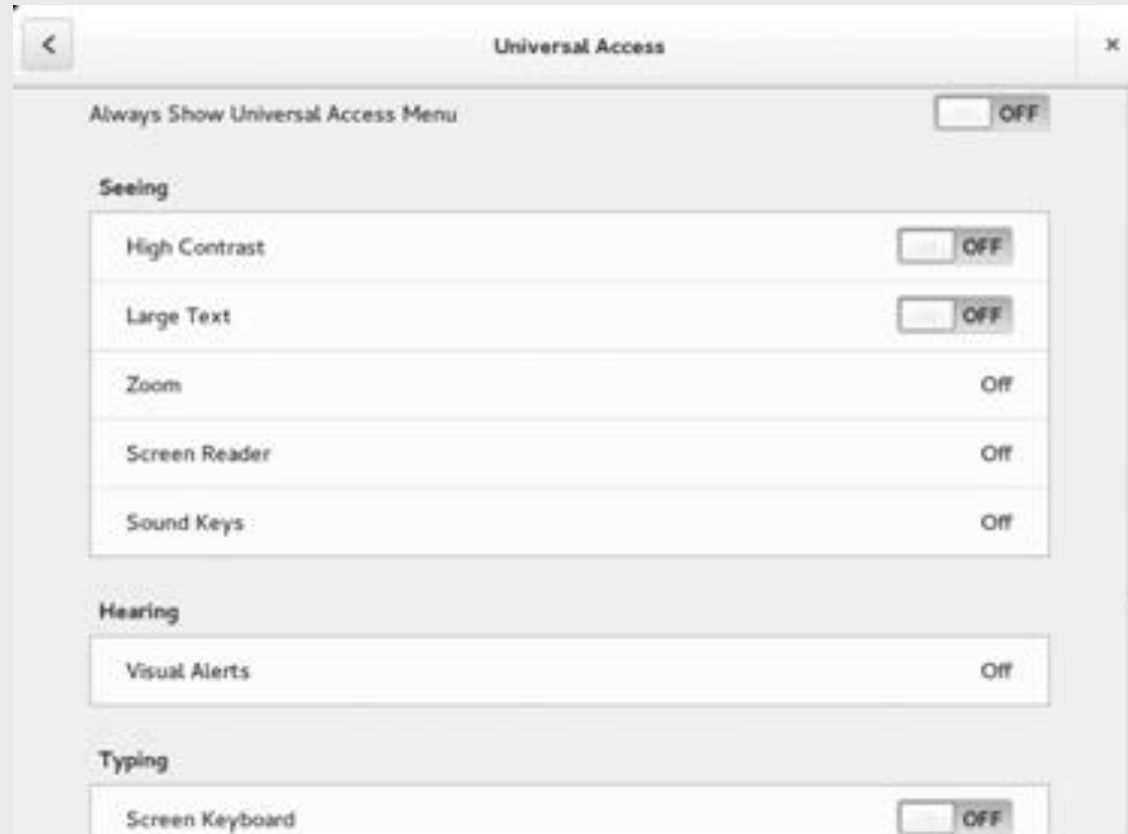 Universal Access
Always Show Universal Access Menu OFF
Seeing
High Contrast OFF
Large Text OFF
Zoom Off
Screen Reader Off
Sound Keys Off
Hearing
Visual Alerts Off
Typing
Screen Keyboard OFF